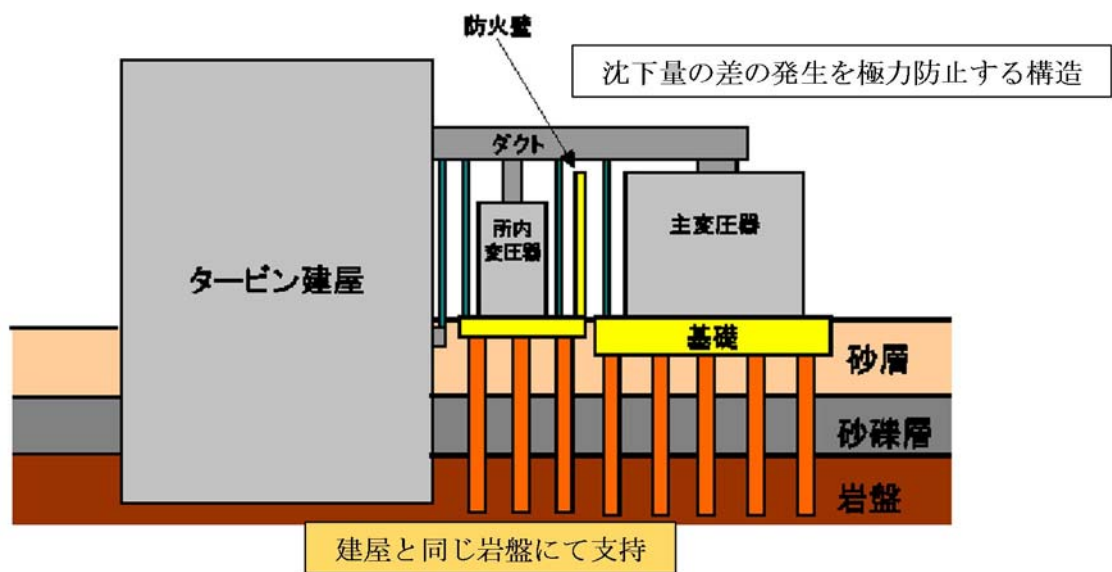 防火壁
沈下量の差の発生を極力防止する構造
ダクト
所内
変圧器
主変圧器
タービン建屋
基礎
砂層
砂礫層
岩盤
建屋と同じ岩盤にて支持